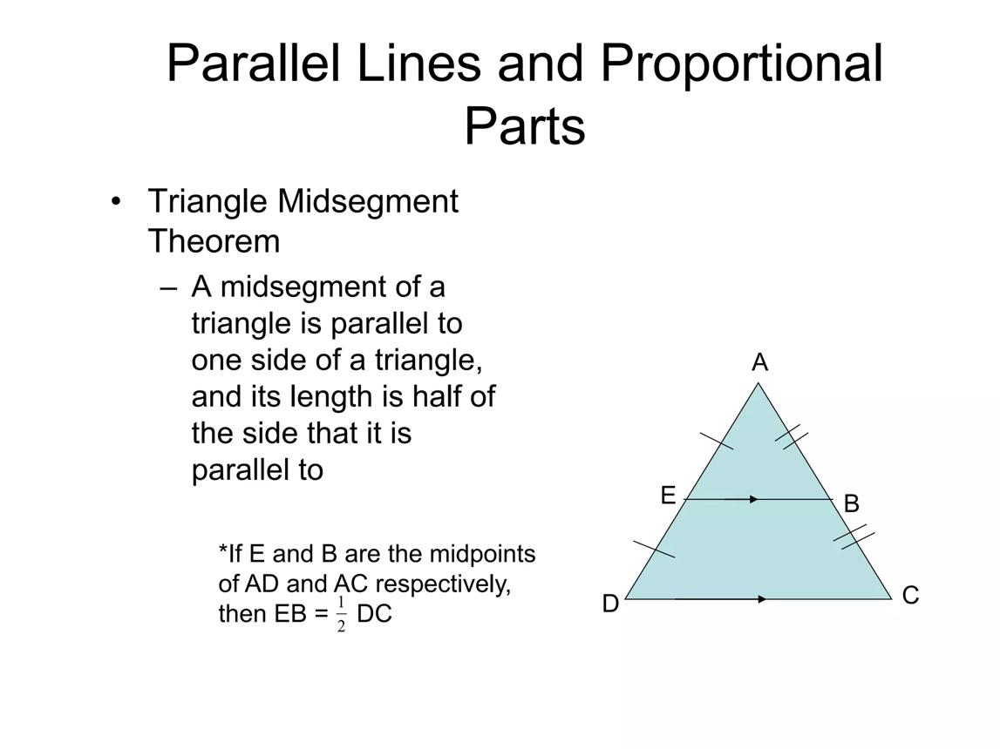 Parallel Lines and Proportional
Parts
• Triangle Midsegment
Theorem
– A midsegment of a
triangle is parallel to
one side of a triangle,
and its length is half of
the side that it is
parallel to
*If E and B are the midpoints
of AD and AC respectively,
then EB = 1/2 DC
A
E
B
D
C